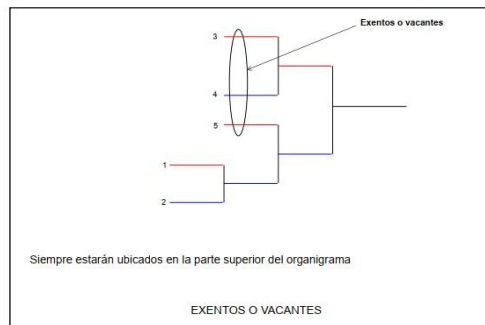 Exentos o vacantes
3
4
5
1
2
Siempre estarán ubicados en la parte superior del organigrama
EXENTOS O VACANTES